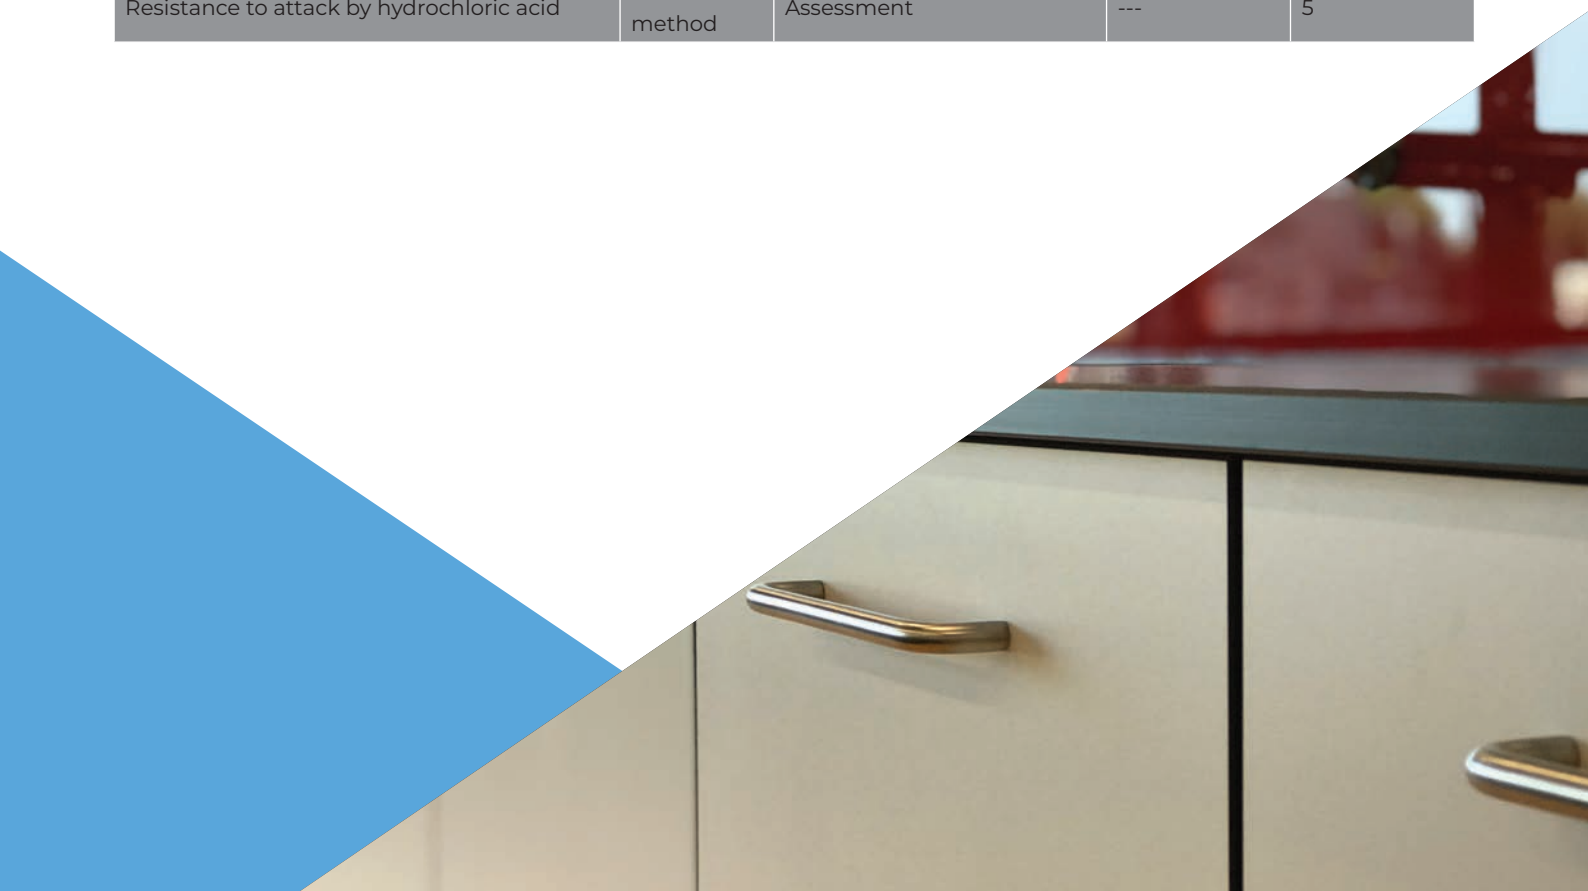 Resistance to attack by hydrochloric acid
method
Assessment
---
5